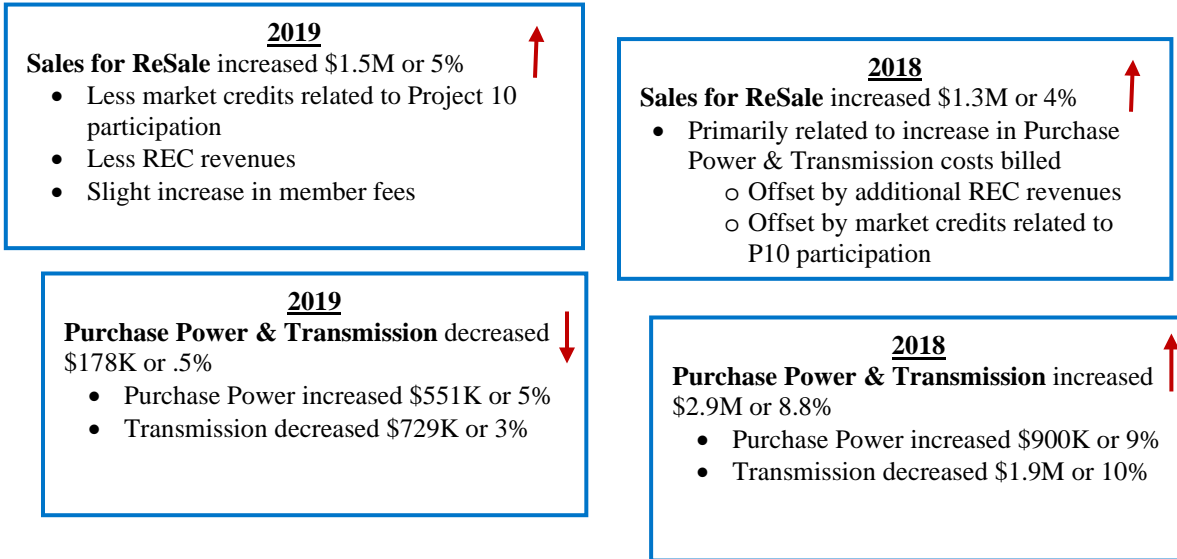 2019
Sales for ReSale increased $1.5M or 5%
• Less market credits related to Project 10
participation
• Less REC revenues
• Slight increase in member fees
2018
Sales for ReSale increased $1.3M or 4%
• Primarily related to increase in Purchase
Power & Transmission costs billed
o Offset by additional REC revenues
o Offset by market credits related to
P10 participation
2019
Purchase Power & Transmission decreased
$178K or .5%
• Purchase Power increased $551K or 5%
• Transmission decreased $729K or 3%
2018
Purchase Power & Transmission increased
$2.9M or 8.8%
• Purchase Power increased $900K or 9%
• Transmission decreased $1.9M or 10%